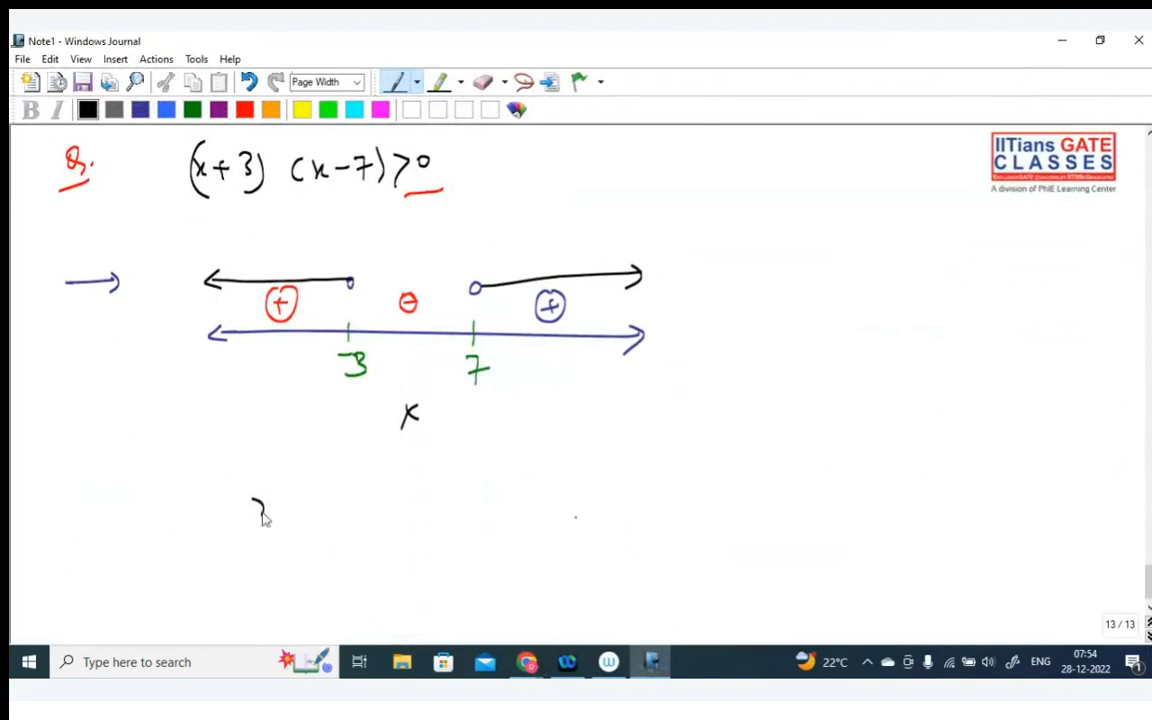 Note1 - Windows Journal
File Edit View Insert Actions Tools Help
Page Width
B I
Q. (x+3) (x-7)>0
IITians GATE
CLASSES
A division of PhIE Learning Center
+ - +
-3 7
x
13 / 13
Type here to search
22°C ENG 07:54
28-12-2022